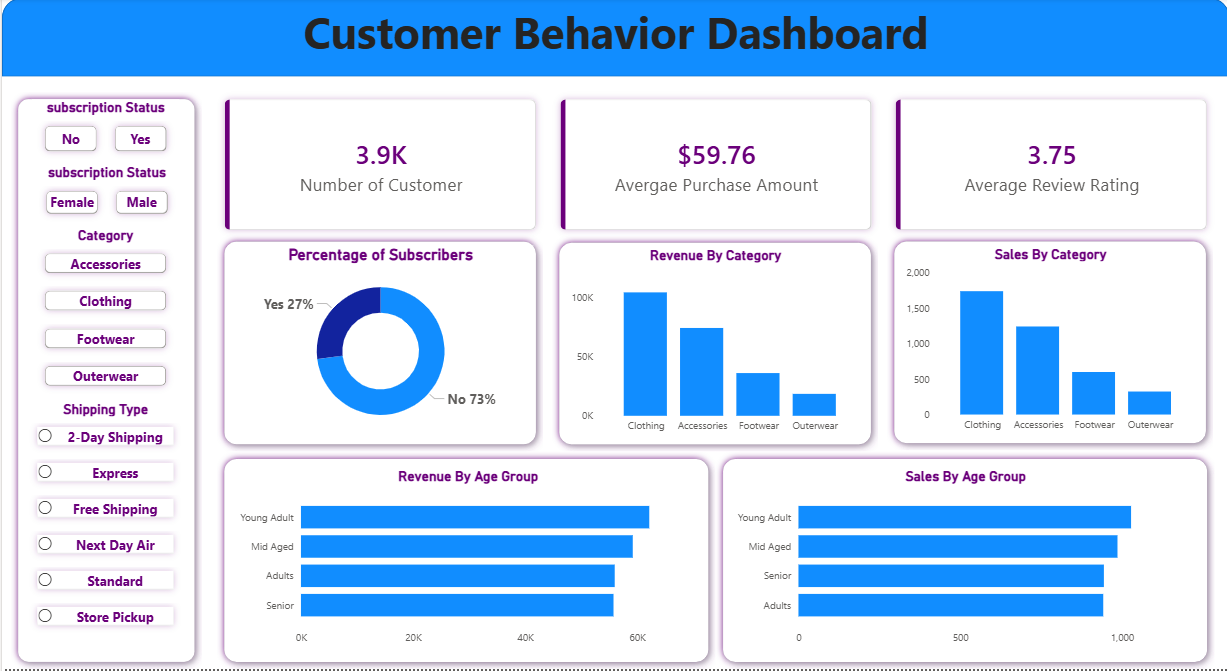 Customer Behavior Dashboard
subscription Status
No
Yes
subscription Status
Female
Male
Category
Accessories
Clothing
Footwear
Outerwear
Shipping Type
2-Day Shipping
Express
Free Shipping
Next Day Air
Standard
Store Pickup
3.9K
Number of Customer
$59.76
Avergae Purchase Amount
3.75
Average Review Rating
Percentage of Subscribers
Yes 27%
No 73%
Revenue By Category
100K
50K
0K
Clothing
Accessories
Footwear
Outerwear
Sales By Category
2,000
1,500
1,000
500
0
Clothing
Accessories
Footwear
Outerwear
Revenue By Age Group
Young Adult
Mid Aged
Adults
Senior
0K
20K
40K
60K
Sales By Age Group
Young Adult
Mid Aged
Senior
Adults
0
500
1,000